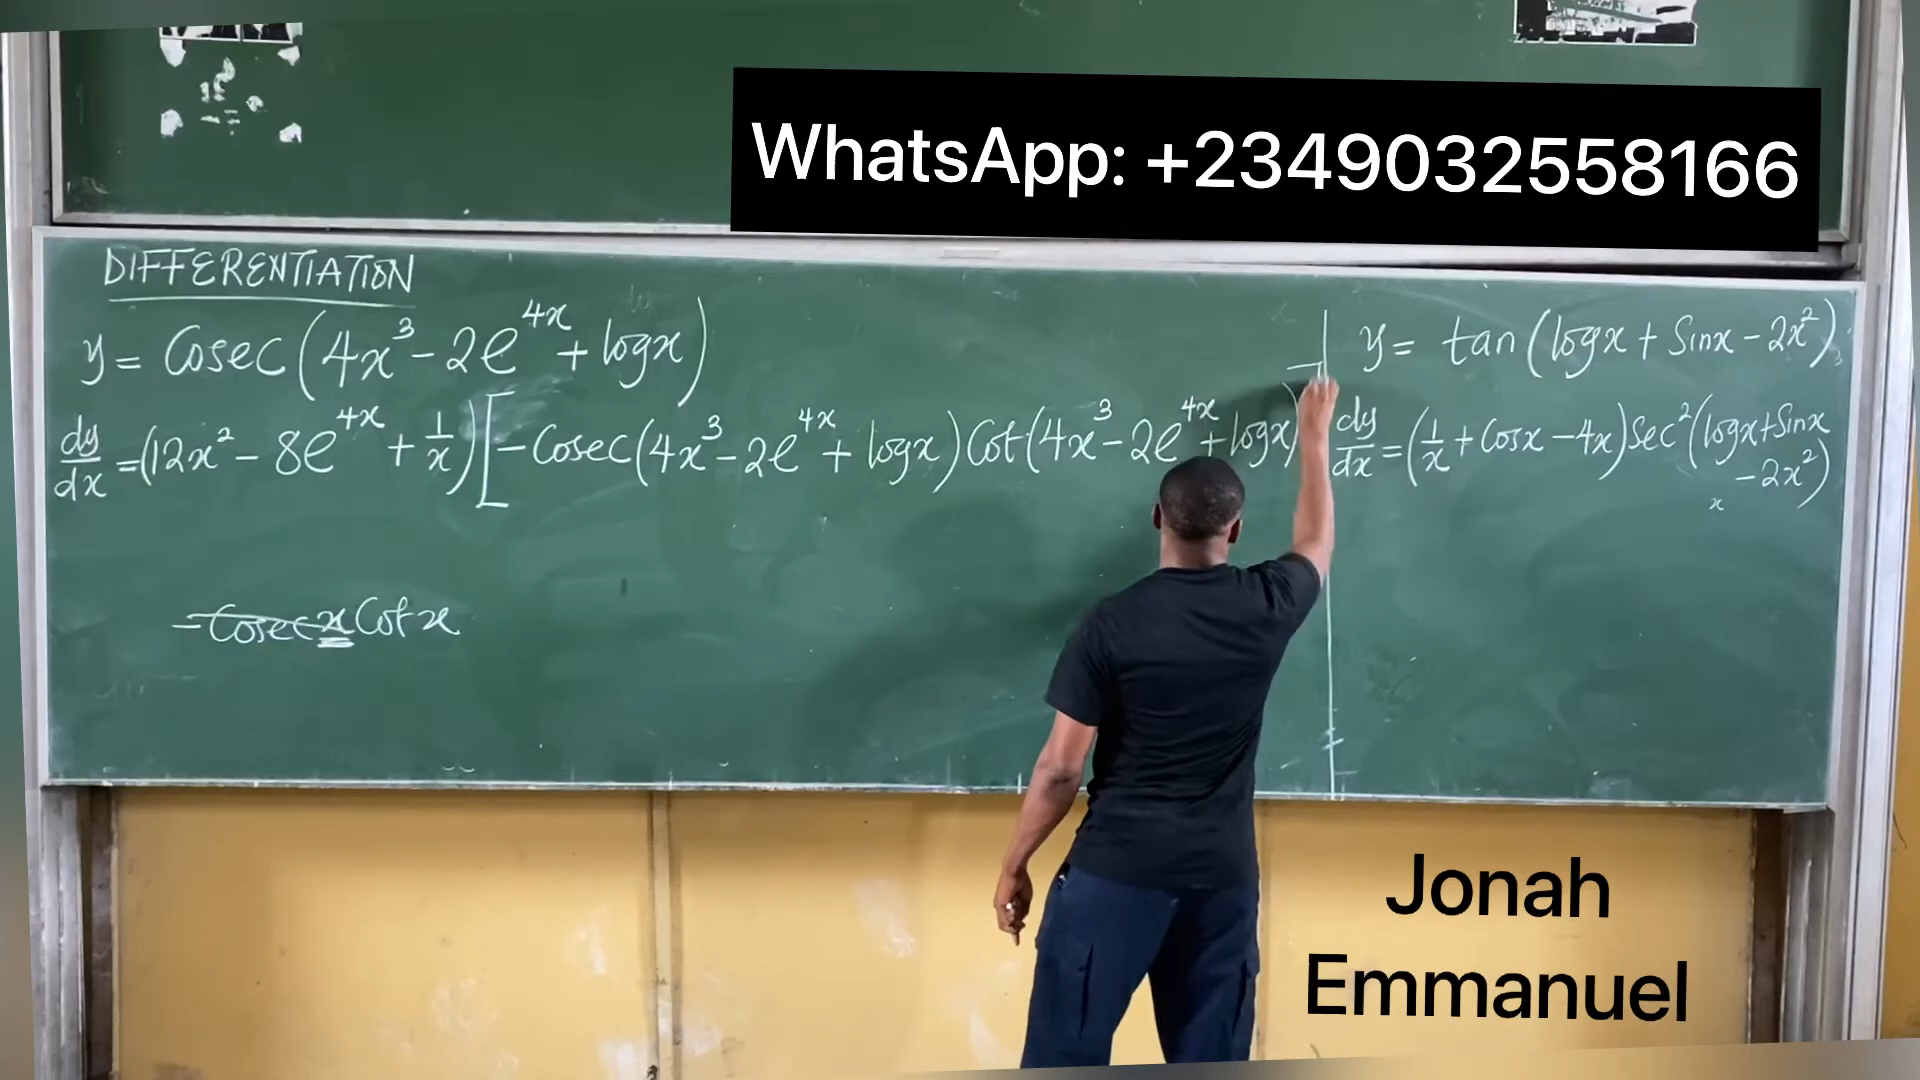 WhatsApp: +2349032558166
DIFFERENTIATION
y = Cosec(4x³ - 2e^{4x} + logx)
dy/dx = (12x² - 8e^{4x} + 1/x)[-Cosec(4x³ - 2e^{4x} + logx) Cot(4x³ - 2e^{4x} + logx)
-Cosec x Cot x
y = tan(logx + Sinx - 2x²)
dy/dx = (1/x + Cosx - 4x) Sec²(logx + Sinx
- 2x²)
x
Jonah
Emmanuel